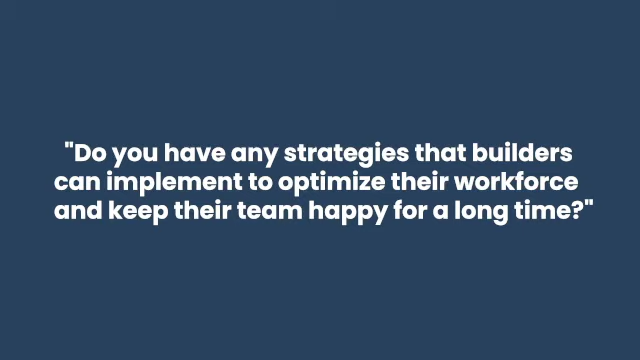 "Do you have any strategies that builders
can implement to optimize their workforce
and keep their team happy for a long time?"